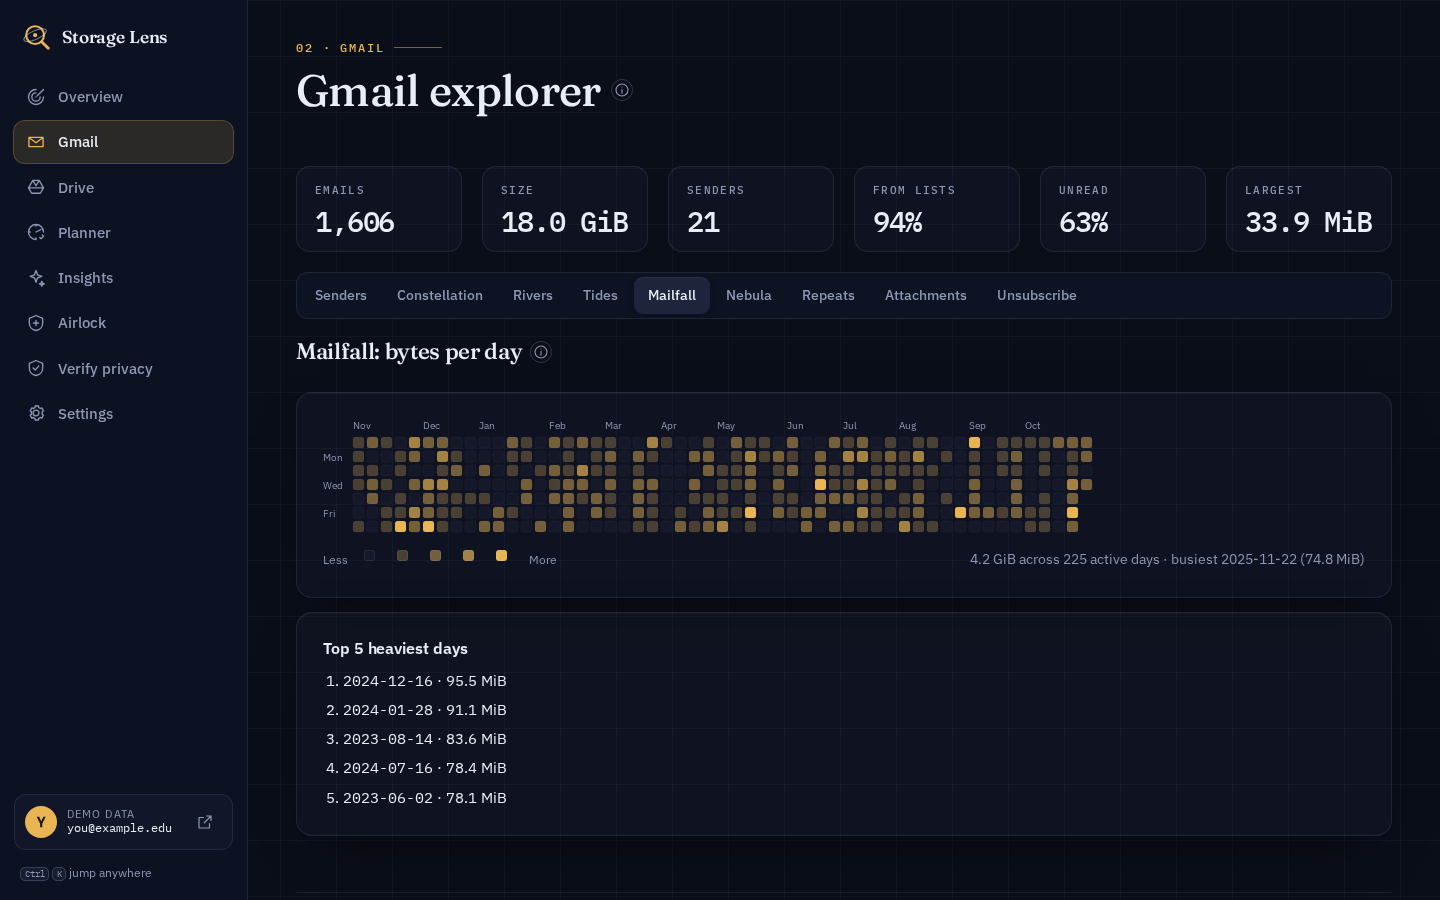 Storage Lens
Overview
Gmail
Drive
Planner
Insights
Airlock
Verify privacy
Settings
DEMO DATA
you@example.edu
Ctrl K jump anywhere
02 · GMAIL
Gmail explorer
EMAILS
1,606
SIZE
18.0 GiB
SENDERS
21
FROM LISTS
94%
UNREAD
63%
LARGEST
33.9 MiB
Senders Constellation Rivers Tides Mailfall Nebula Repeats Attachments Unsubscribe
Mailfall: bytes per day
Nov Dec Jan Feb Mar Apr May Jun Jul Aug Sep Oct
Mon
Wed
Fri
Less More
4.2 GiB across 225 active days · busiest 2025-11-22 (74.8 MiB)
Top 5 heaviest days
1. 2024-12-16 · 95.5 MiB
2. 2024-01-28 · 91.1 MiB
3. 2023-08-14 · 83.6 MiB
4. 2024-07-16 · 78.4 MiB
5. 2023-06-02 · 78.1 MiB
Y